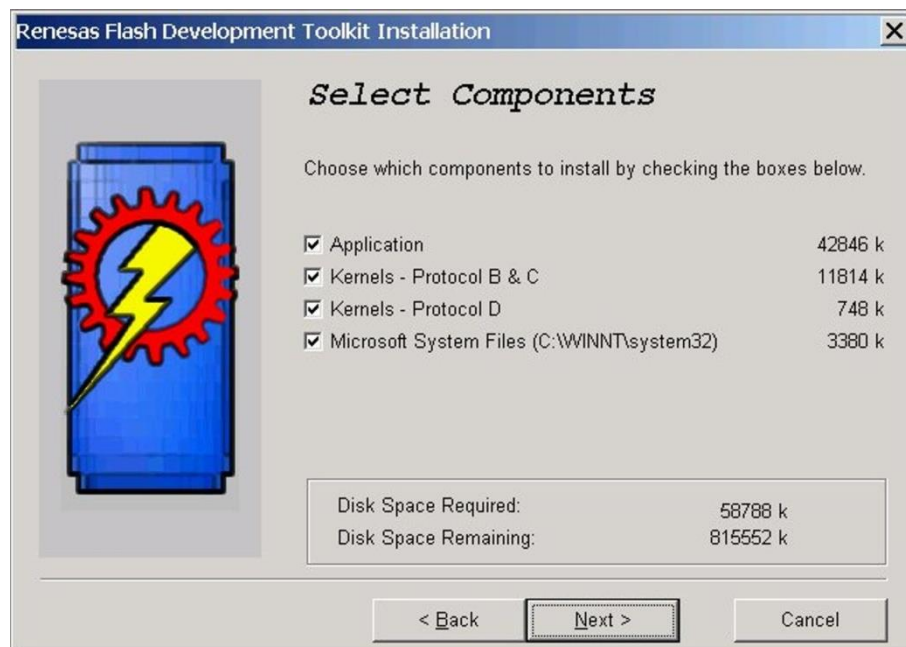 Renesas Flash Development Toolkit Installation
Select Components
Choose which components to install by checking the boxes below.
Application 42846 k
Kernels - Protocol B & C 11814 k
Kernels - Protocol D 748 k
Microsoft System Files (C:\WINNT\system32) 3380 k
Disk Space Required: 58788 k
Disk Space Remaining: 815552 k
< Back Next > Cancel